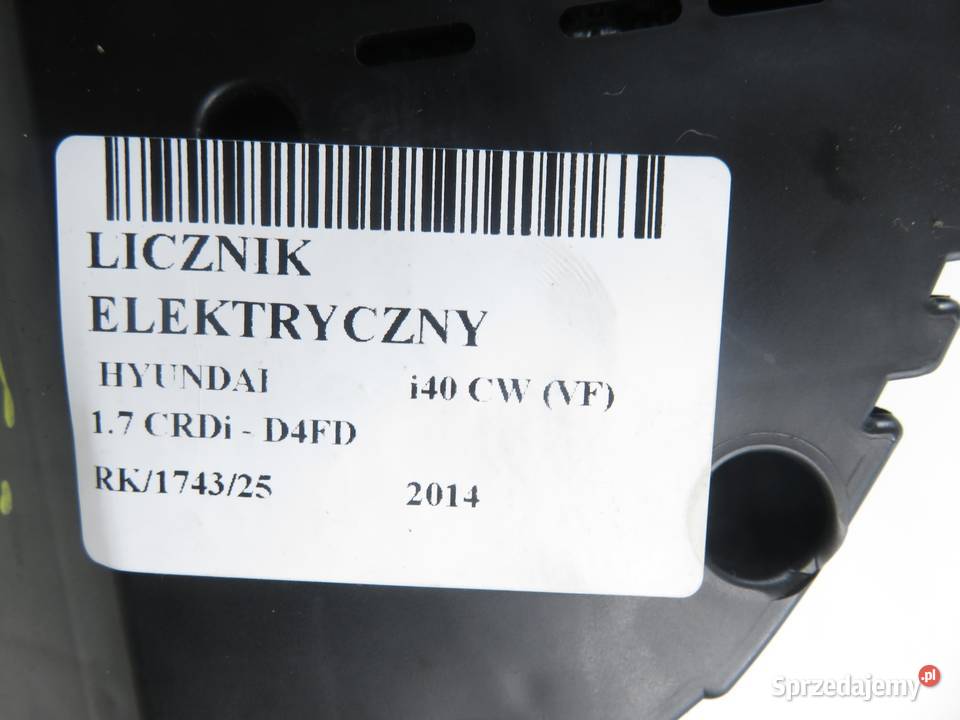 LICZNIK
ELEKTRYCZNY
HYUNDAI i40 CW (VF)
1.7 CRDi - D4FD
RK/1743/25 2014
Sprzedajemy.pl